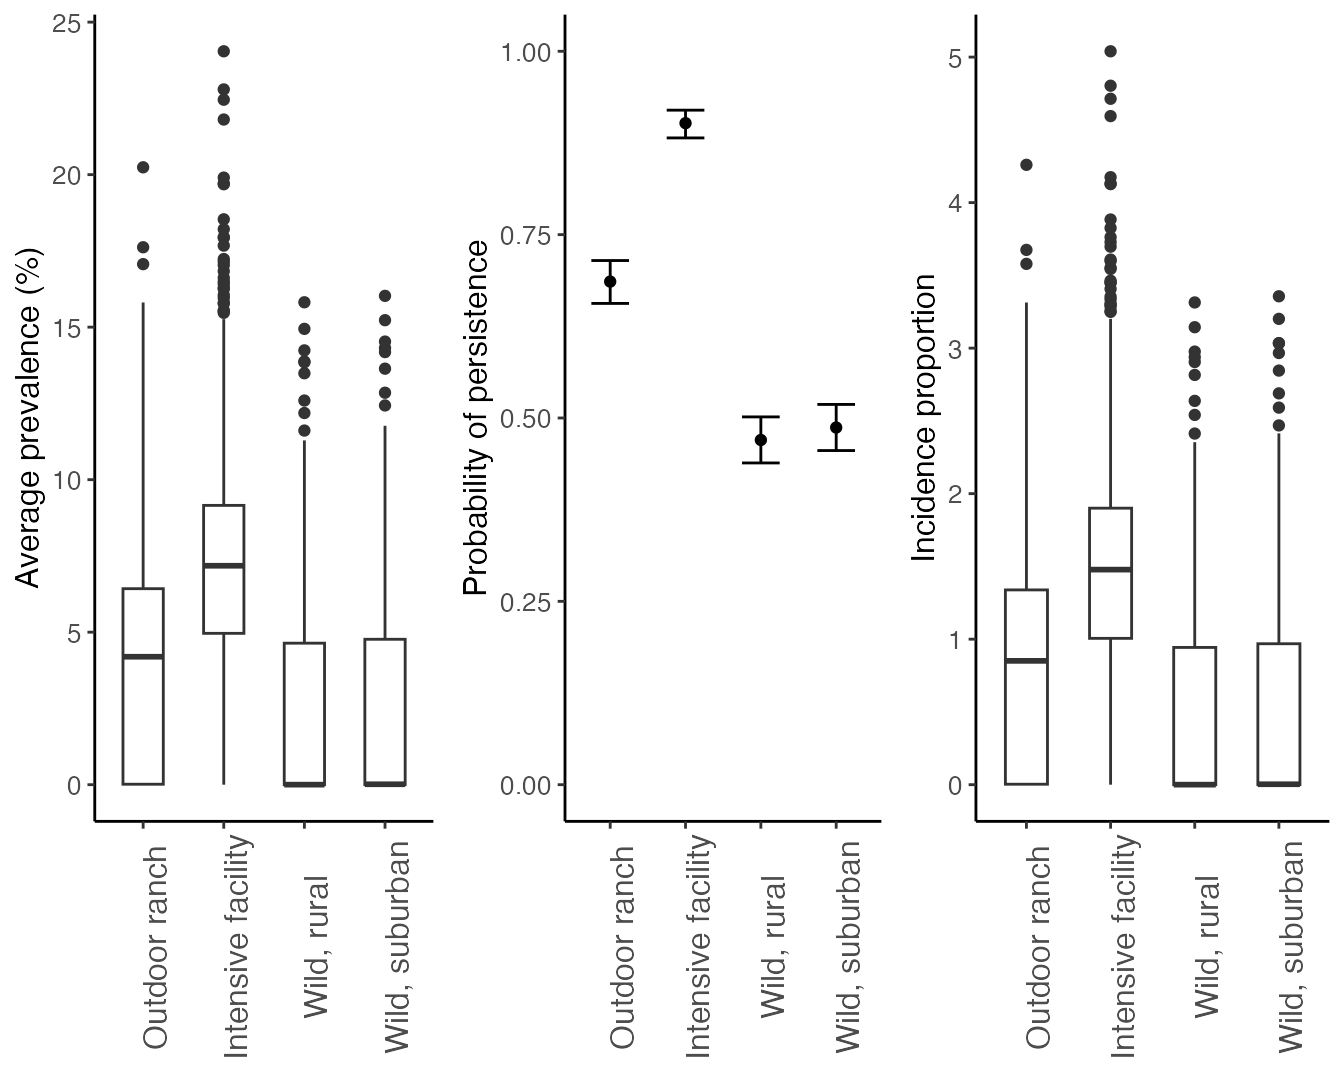 Average prevalence (%)
25
20
15
10
5
0
Outdoor ranch
Intensive facility
Wild, rural
Wild, suburban
Probability of persistence
1.00
0.75
0.50
0.25
0.00
Outdoor ranch
Intensive facility
Wild, rural
Wild, suburban
Incidence proportion
5
4
3
2
1
0
Outdoor ranch
Intensive facility
Wild, rural
Wild, suburban